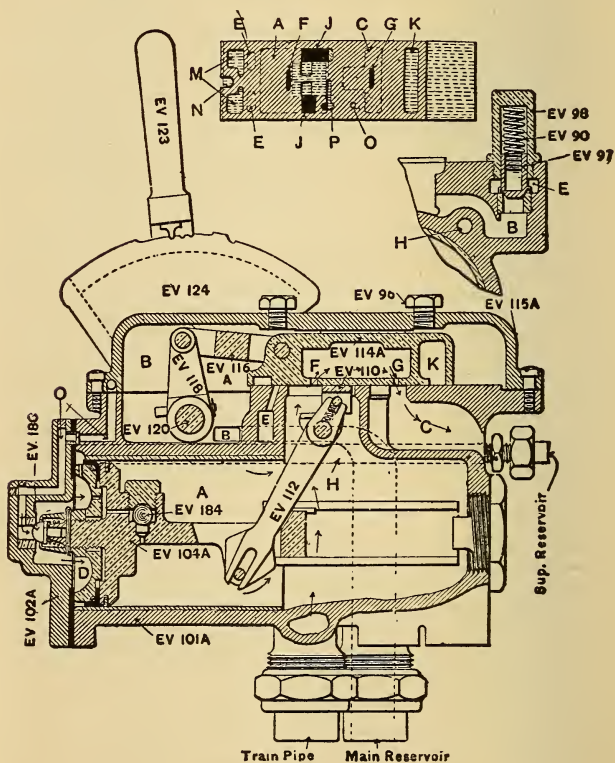 E A F J C G K
M
N
E J P O
EV 123
EV 98
EV 90
EV 97
E
B
H
EV 124
EV 96
EV 115A
B
EV 118
EV 116
A
EV 114A
F EV 110 G
K
O
EV 120
B
E
C
EV 180
A
EV 184
EV 112
H
EV 104A
D
Sup. Reservoir
EV 102A
EV 101A
Train Pipe Main Reservoir